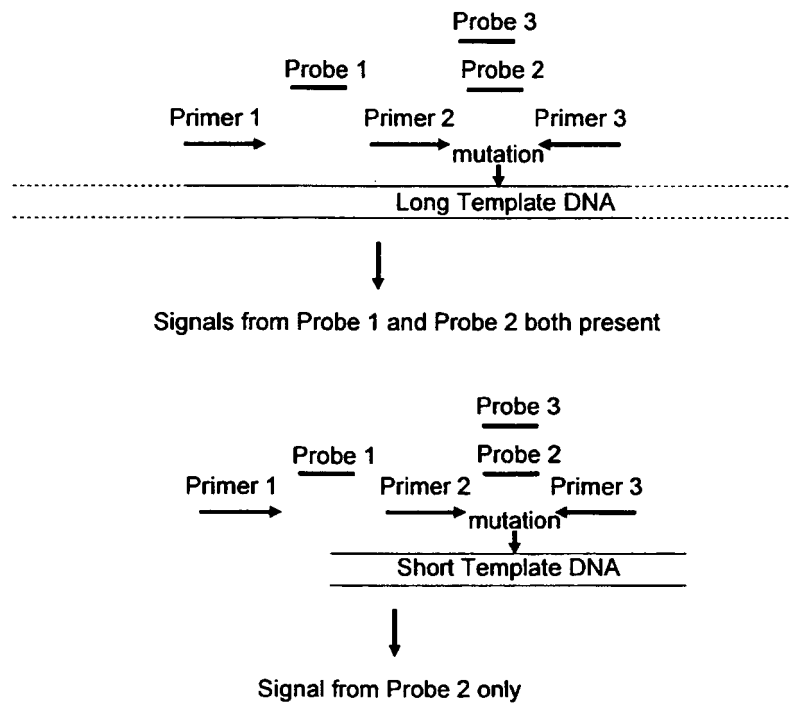 Probe 3
Probe 1
Probe 2
Primer 1
Primer 2
Primer 3
mutation
Long Template DNA
Signals from Probe 1 and Probe 2 both present
Probe 3
Probe 1
Probe 2
Primer 1
Primer 2
Primer 3
mutation
Short Template DNA
Signal from Probe 2 only